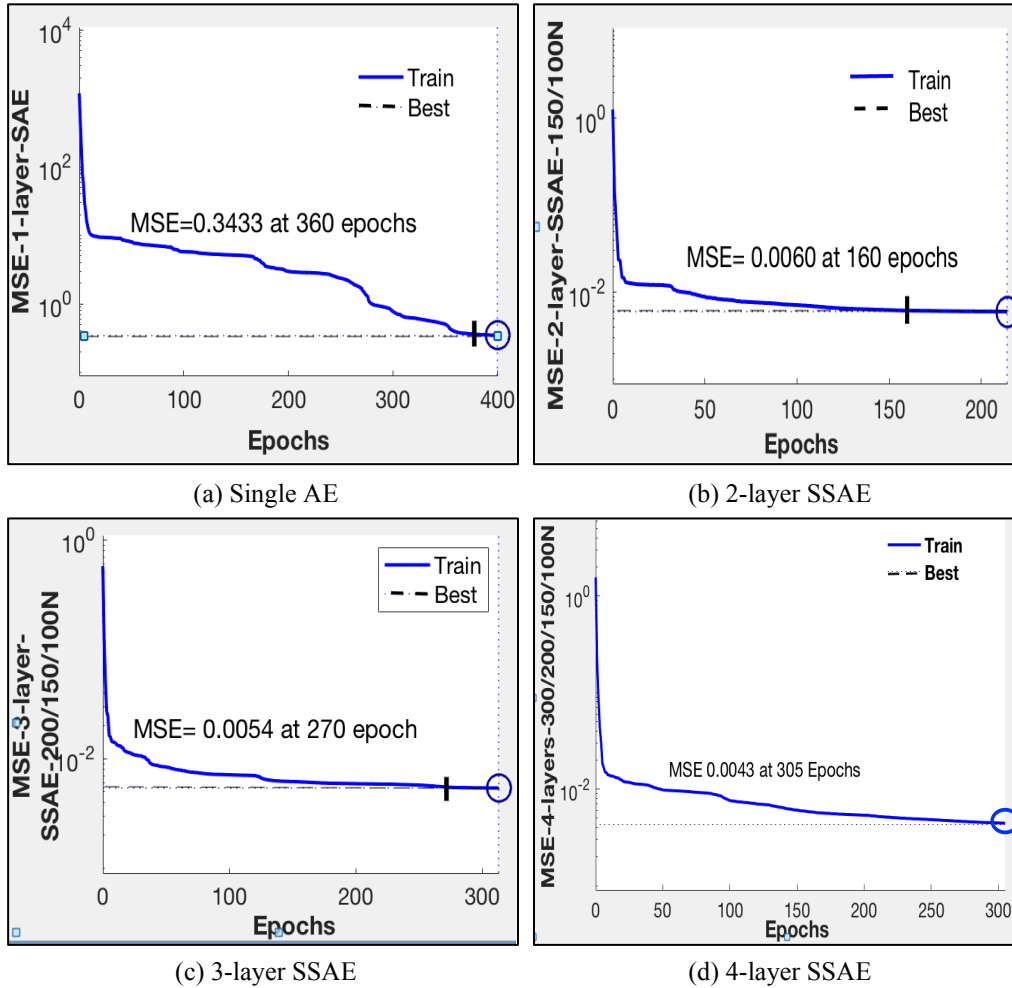 10^4
10^2
10^0
MSE-1-layer-SAE
Train
Best
MSE=0.3433 at 360 epochs
0
100
200
300
400
Epochs
(a) Single AE
10^0
10^-2
MSE-2-layer-SSAE-150/100N
Train
Best
MSE= 0.0060 at 160 epochs
0
50
100
150
200
Epochs
(b) 2-layer SSAE
10^0
10^-2
MSE-3-layer-
SSAE-200/150/100N
Train
Best
MSE= 0.0054 at 270 epoch
0
100
200
300
Epochs
(c) 3-layer SSAE
10^0
10^-2
MSE-4-layers-300/200/150/100N
Train
Best
MSE 0.0043 at 305 Epochs
0
50
100
150
200
250
300
Epochs
(d) 4-layer SSAE